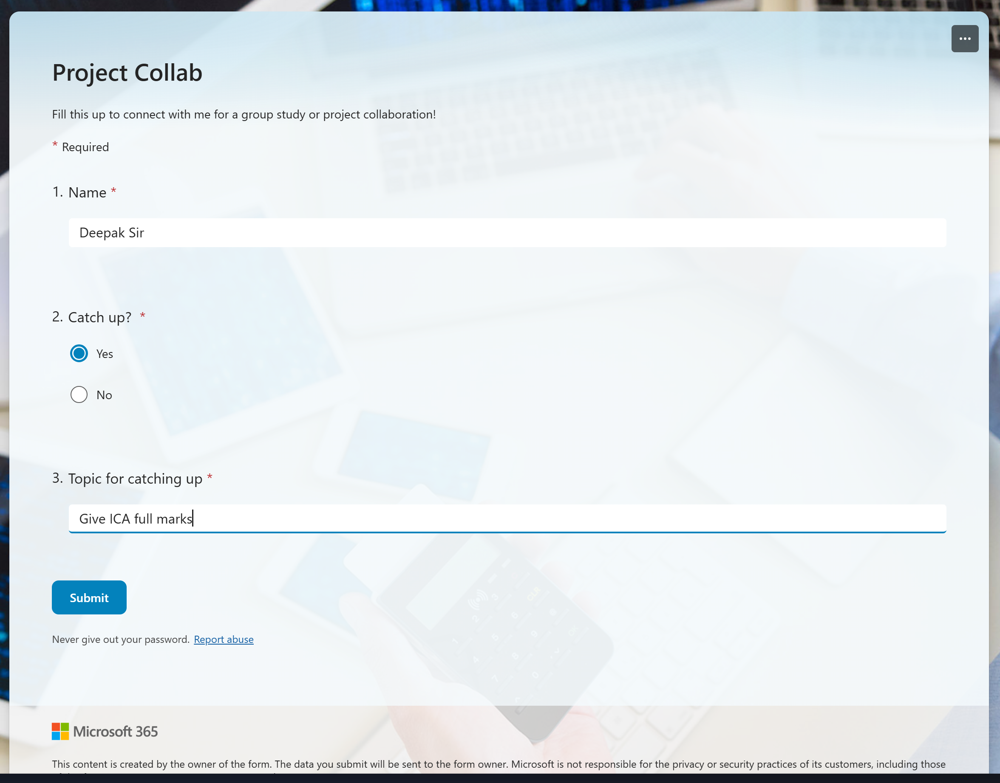 Project Collab
Fill this up to connect with me for a group study or project collaboration!
* Required
1. Name *
Deepak Sir
2. Catch up? *
Yes
No
3. Topic for catching up *
Give ICA full marks
Submit
Never give out your password. Report abuse
Microsoft 365
This content is created by the owner of the form. The data you submit will be sent to the form owner. Microsoft is not responsible for the privacy or security practices of its customers, including those